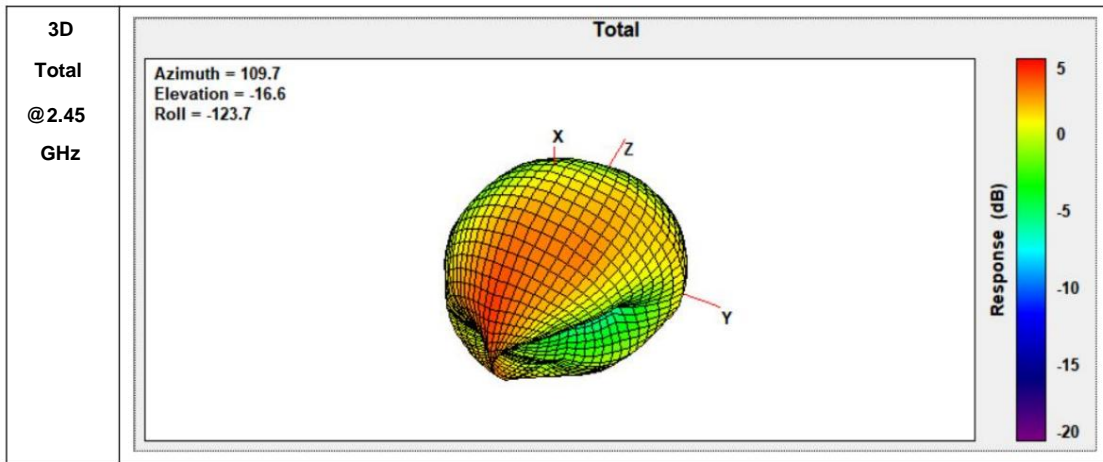 3D
Total
@2.45
GHz
Total
Azimuth = 109.7
Elevation = -16.6
Roll = -123.7
X
Z
Y
5
0
-5
-10
-15
-20
Response (dB)